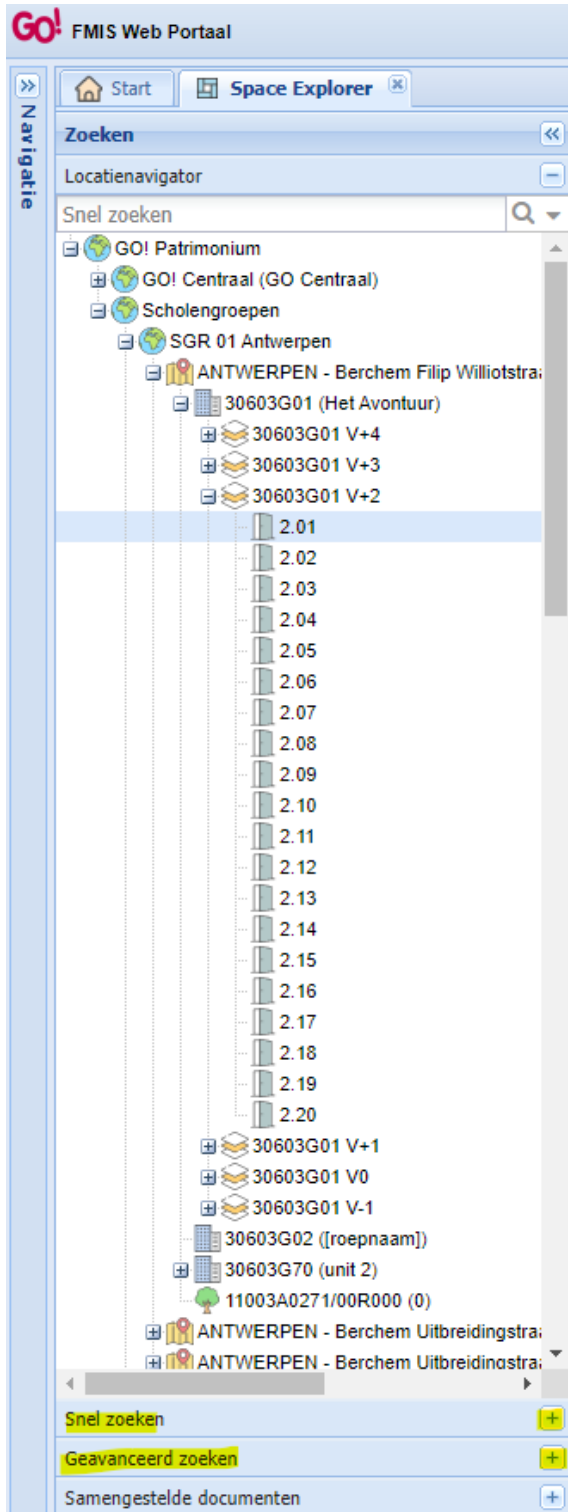 GO! FMIS Web Portaal
Navigatie
Start
Space Explorer
Zoeken
Locatienavigator
Snel zoeken
GO! Patrimonium
GO! Centraal (GO Centraal)
Scholengroepen
SGR 01 Antwerpen
ANTWERPEN - Berchem Filip Williotstraa
30603G01 (Het Avontuur)
30603G01 V+4
30603G01 V+3
30603G01 V+2
2.01
2.02
2.03
2.04
2.05
2.06
2.07
2.08
2.09
2.10
2.11
2.12
2.13
2.14
2.15
2.16
2.17
2.18
2.19
2.20
30603G01 V+1
30603G01 V0
30603G01 V-1
30603G02 ([roepnaam])
30603G70 (unit 2)
11003A0271/00R000 (0)
ANTWERPEN - Berchem Uitbreidingstraa
ANTWERPEN - Berchem Uitbreidingstraa
Snel zoeken
Geavanceerd zoeken
Samengestelde documenten